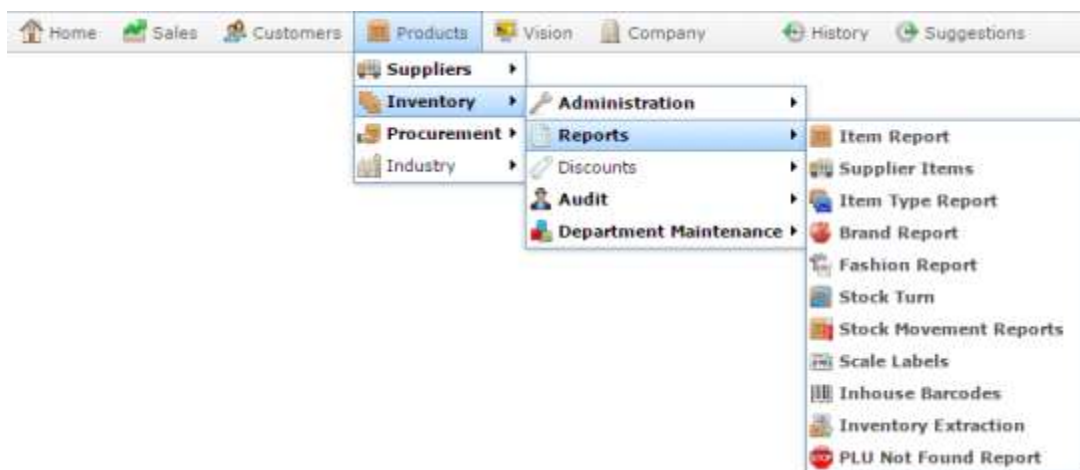 Home Sales Customers Products Vision Company History Suggestions
Suppliers
Inventory
Procurement
Industry
Administration
Reports
Discounts
Audit
Department Maintenance
Item Report
Supplier Items
Item Type Report
Brand Report
Fashion Report
Stock Turn
Stock Movement Reports
Scale Labels
Inhouse Barcodes
Inventory Extraction
PLU Not Found Report